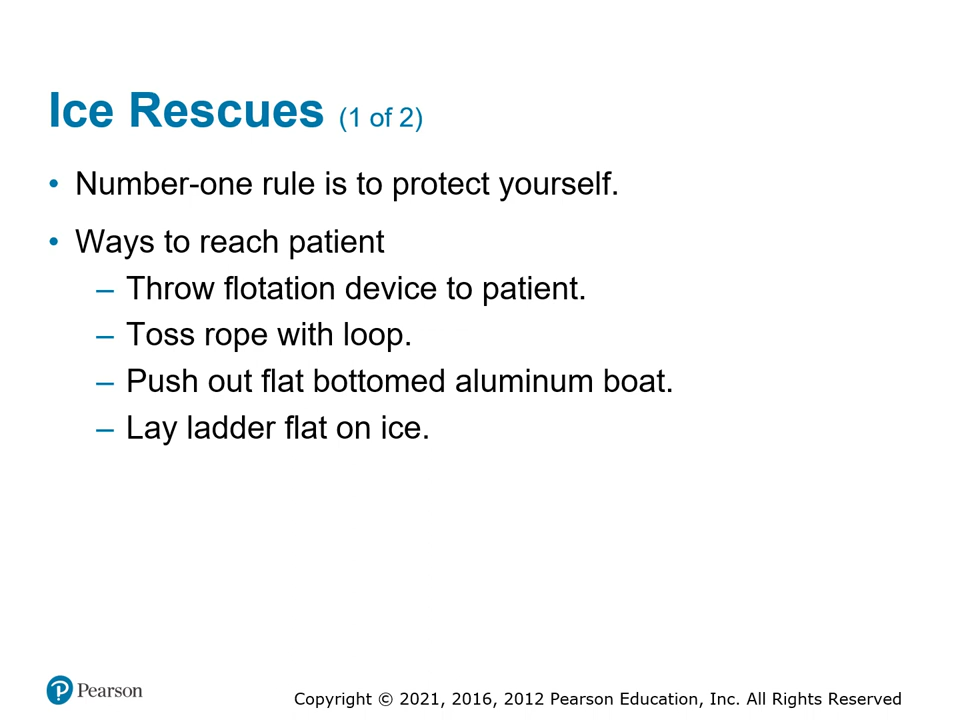 Ice Rescues (1 of 2)
• Number-one rule is to protect yourself.
• Ways to reach patient
– Throw flotation device to patient.
– Toss rope with loop.
– Push out flat bottomed aluminum boat.
– Lay ladder flat on ice.
Pearson
Copyright © 2021, 2016, 2012 Pearson Education, Inc. All Rights Reserved